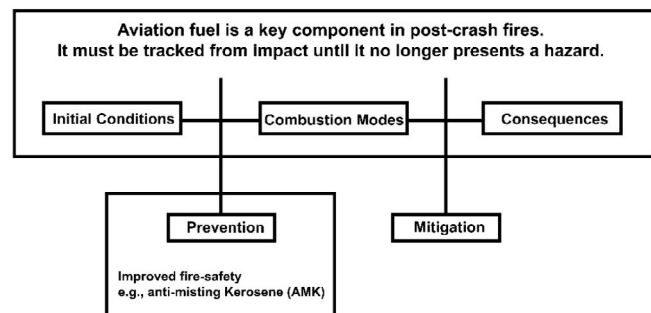 Aviation fuel is a key component in post-crash fires.
It must be tracked from impact until it no longer presents a hazard.
Initial Conditions
Combustion Modes
Consequences
Prevention
Mitigation
Improved fire-safety
e.g., anti-misting Kerosene (AMK)